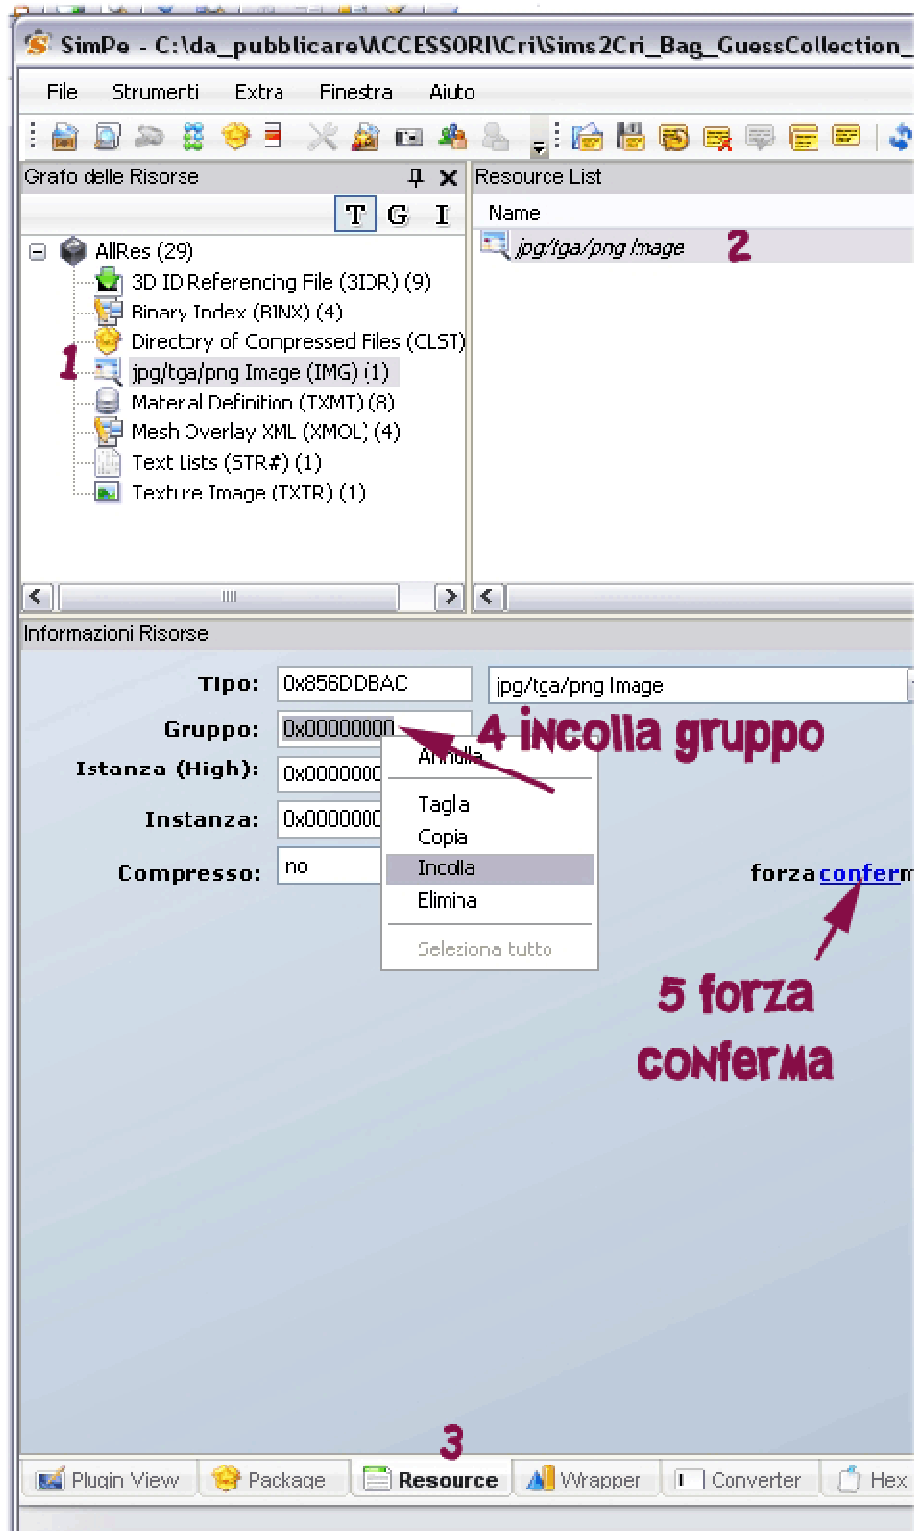 SimPe - C:\da_pubblicare\ACCESSORI\Cri\Sims2Cri_Bag_GuessCollection_
File Strumenti Extra Finestra Aiuto
Grafo delle Risorse
Resource List
T G I
Name
AllRes (29)
jpg/tga/png Image
2
3D ID Referencing File (3IDR) (9)
Binary Index (BINX) (4)
Directory of Compressed Files (CLST)
1
jpg/tga/png Image (IMG) (1)
Material Definition (TXMT) (8)
Mesh Overlay XML (XMOL) (4)
Text Lists (STR#) (1)
Texture Image (TXTR) (1)
Informazioni Risorse
Tipo: 0x856DDBAC jpg/tga/png Image
Gruppo: 0x00000000
4 incolla gruppo
Annulla
Istanza (High): 0x0000000
Tagla
Instanza: 0x0000000
Copia
Compresso: no
Incolla
forza conferm
Elimina
Seleziona tutto
5 forza
conferma
3
Plugin View Package Resource Wrapper Converter Hex